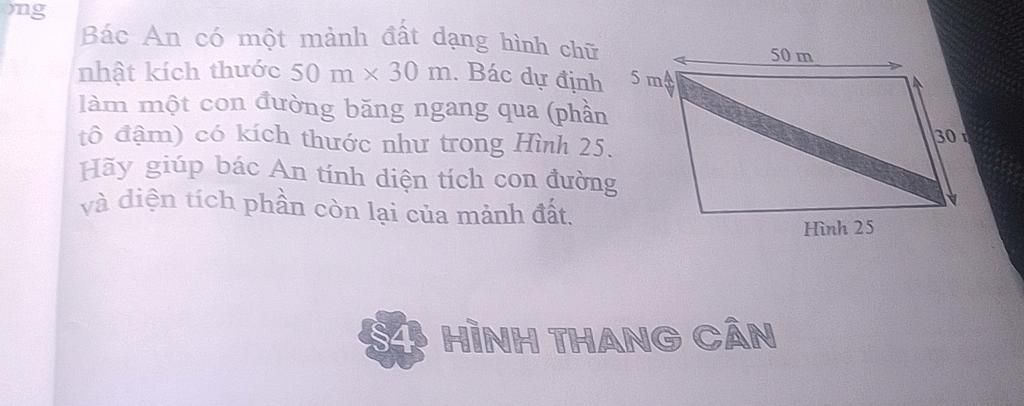 ơng
Bác An có một mảnh đất dạng hình chữ
nhật kích thước 50 m × 30 m. Bác dự định
làm một con đường băng ngang qua (phần
tô đậm) có kích thước như trong Hình 25.
Hãy giúp bác An tính diện tích con đường
và diện tích phần còn lại của mảnh đất.
50 m
5 m
30
Hình 25
§4 HÌNH THANG CÂN